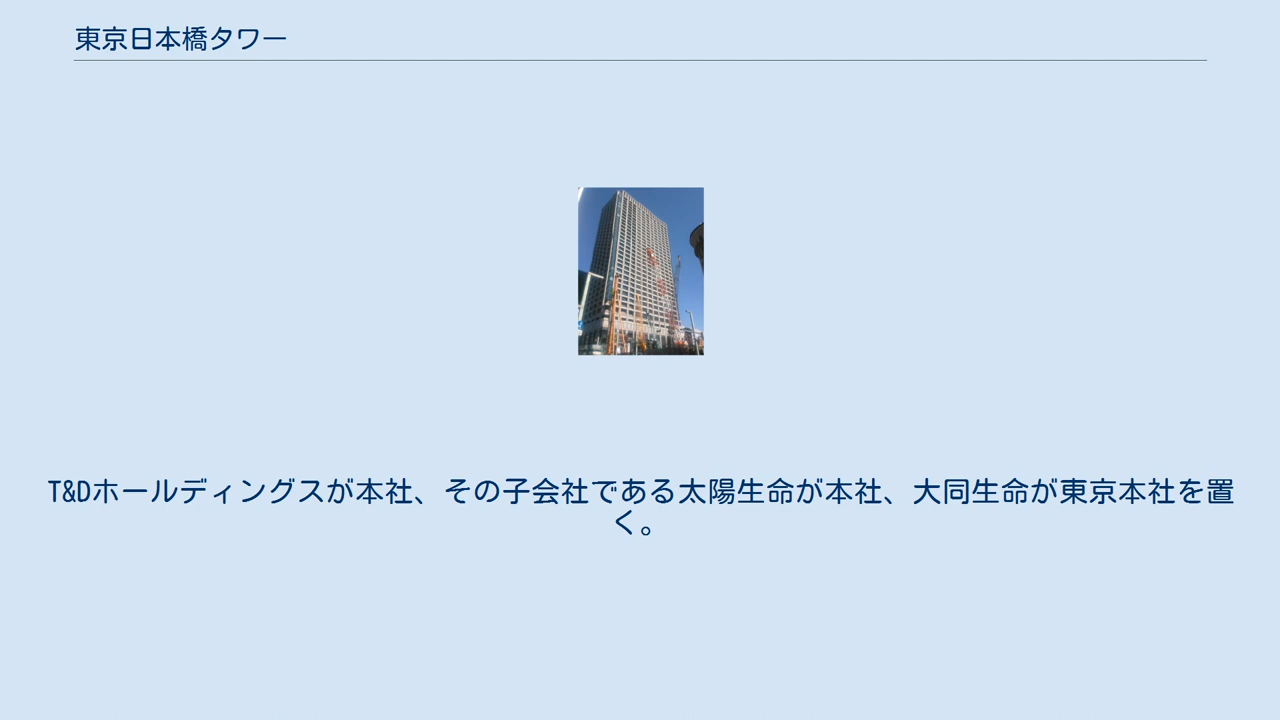 東京日本橋タワー
T&Dホールディングスが本社、その子会社である太陽生命が本社、大同生命が東京本社を置
く。